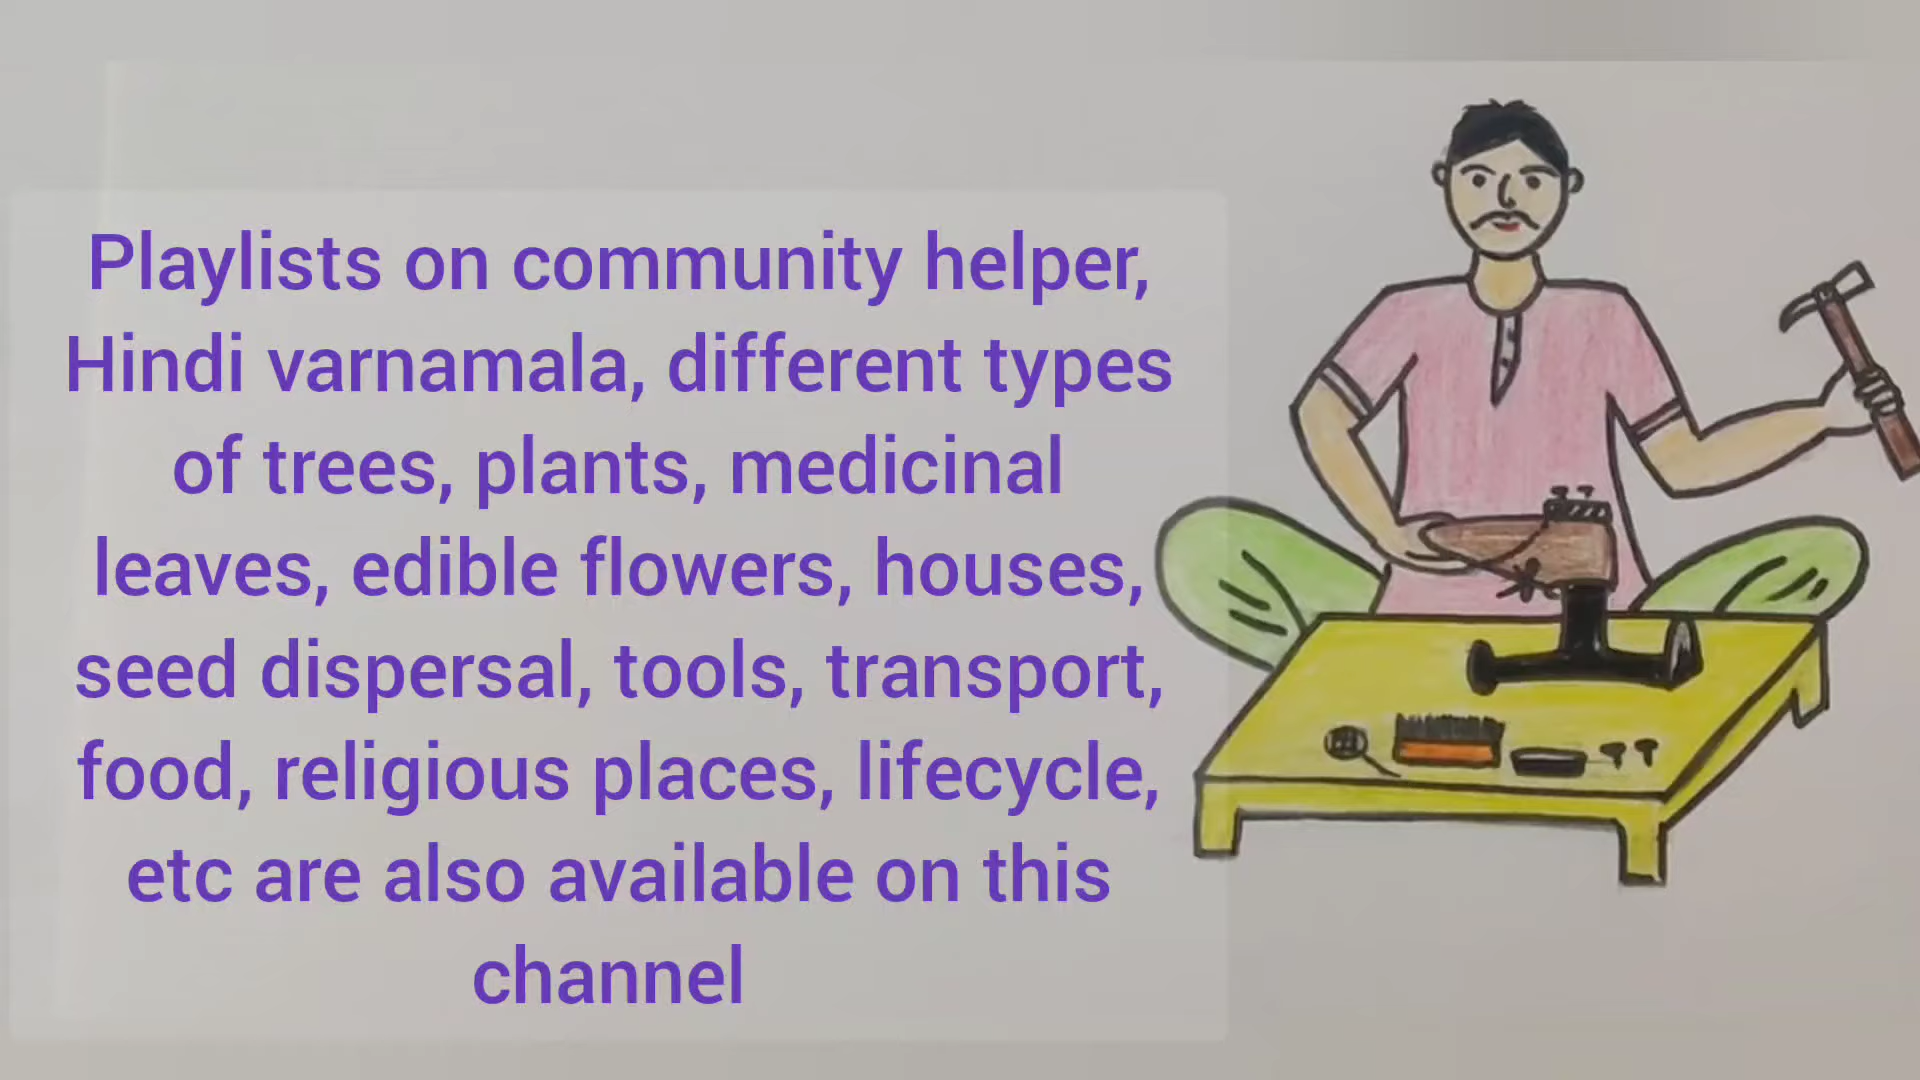 Playlists on community helper,
Hindi varnamala, different types
of trees, plants, medicinal
leaves, edible flowers, houses,
seed dispersal, tools, transport,
food, religious places, lifecycle,
etc are also available on this
channel